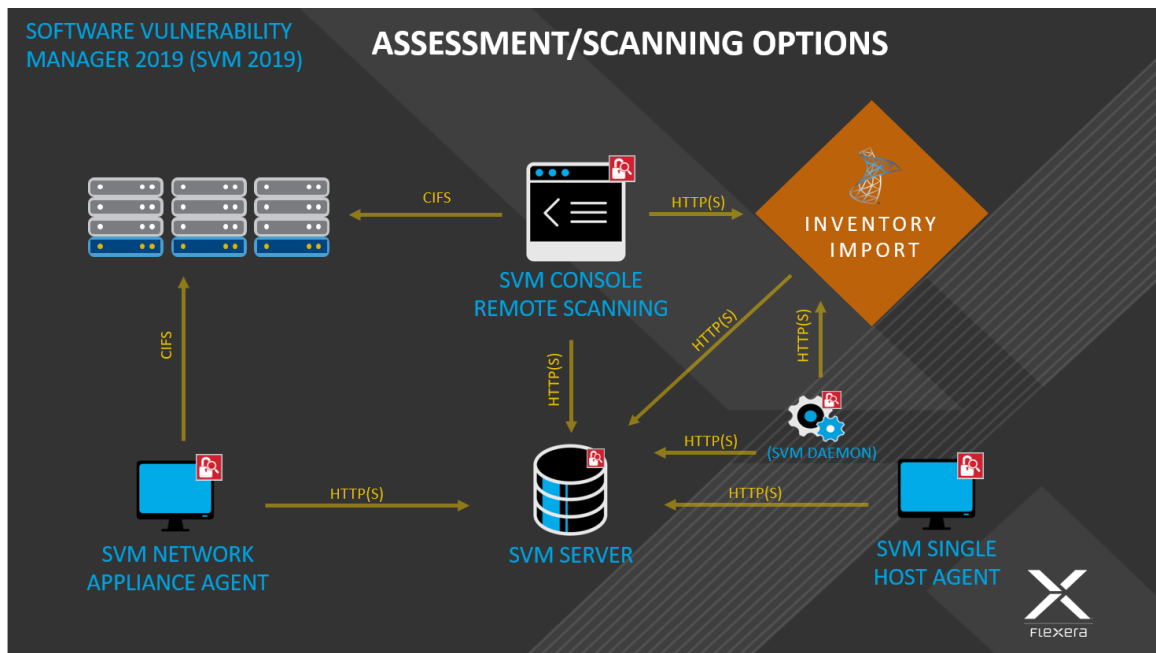 SOFTWARE VULNERABILITY
MANAGER 2019 (SVM 2019)
ASSESSMENT/SCANNING OPTIONS
CIFS
HTTP(S)
INVENTORY
IMPORT
SVM CONSOLE
REMOTE SCANNING
CIFS
HTTP(S)
HTTP(S)
HTTP(S)
HTTP(S)
(SVM DAEMON)
HTTP(S)
HTTP(S)
SVM NETWORK
APPLIANCE AGENT
SVM SERVER
SVM SINGLE
HOST AGENT
FLEXera